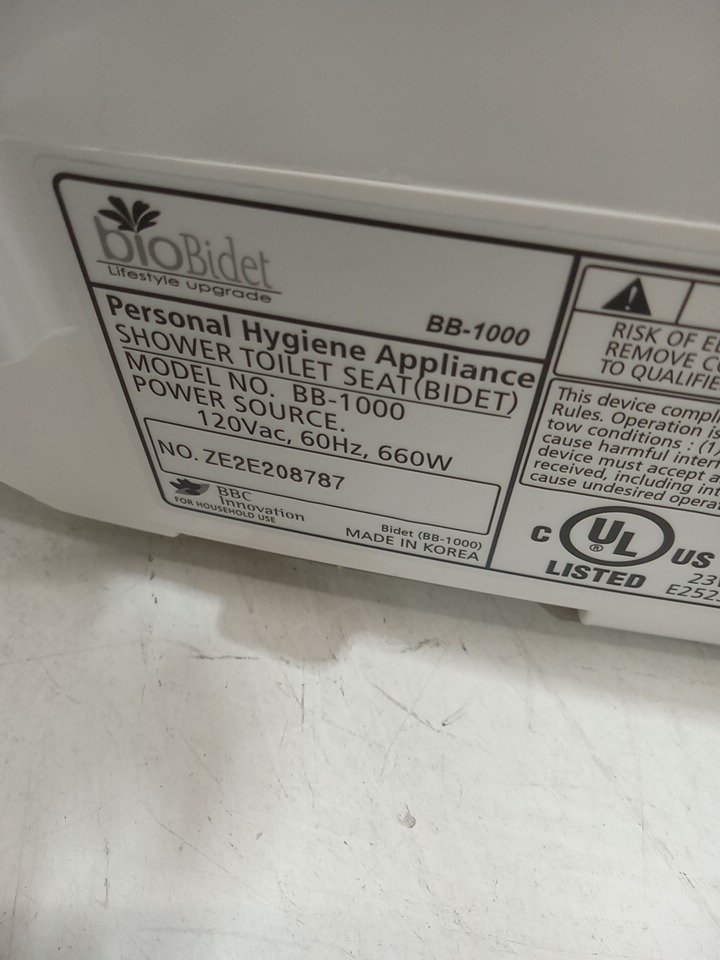 bioBidet
Lifestyle upgrade
BB-1000
Personal Hygiene Appliance
SHOWER TOILET SEAT(BIDET)
MODEL NO. BB-1000
POWER SOURCE.
120Vac, 60Hz, 660W
NO. ZE2E208787
BBC
Innovation
FOR HOUSEHOLD USE
Bidet (BB-1000)
MADE IN KOREA
RISK OF
REMOVE
TO
This device
Rules. Operation
tow conditions : (1)
cause harmful
device must accept
received, including
cause undesired
C UL US
®
LISTED